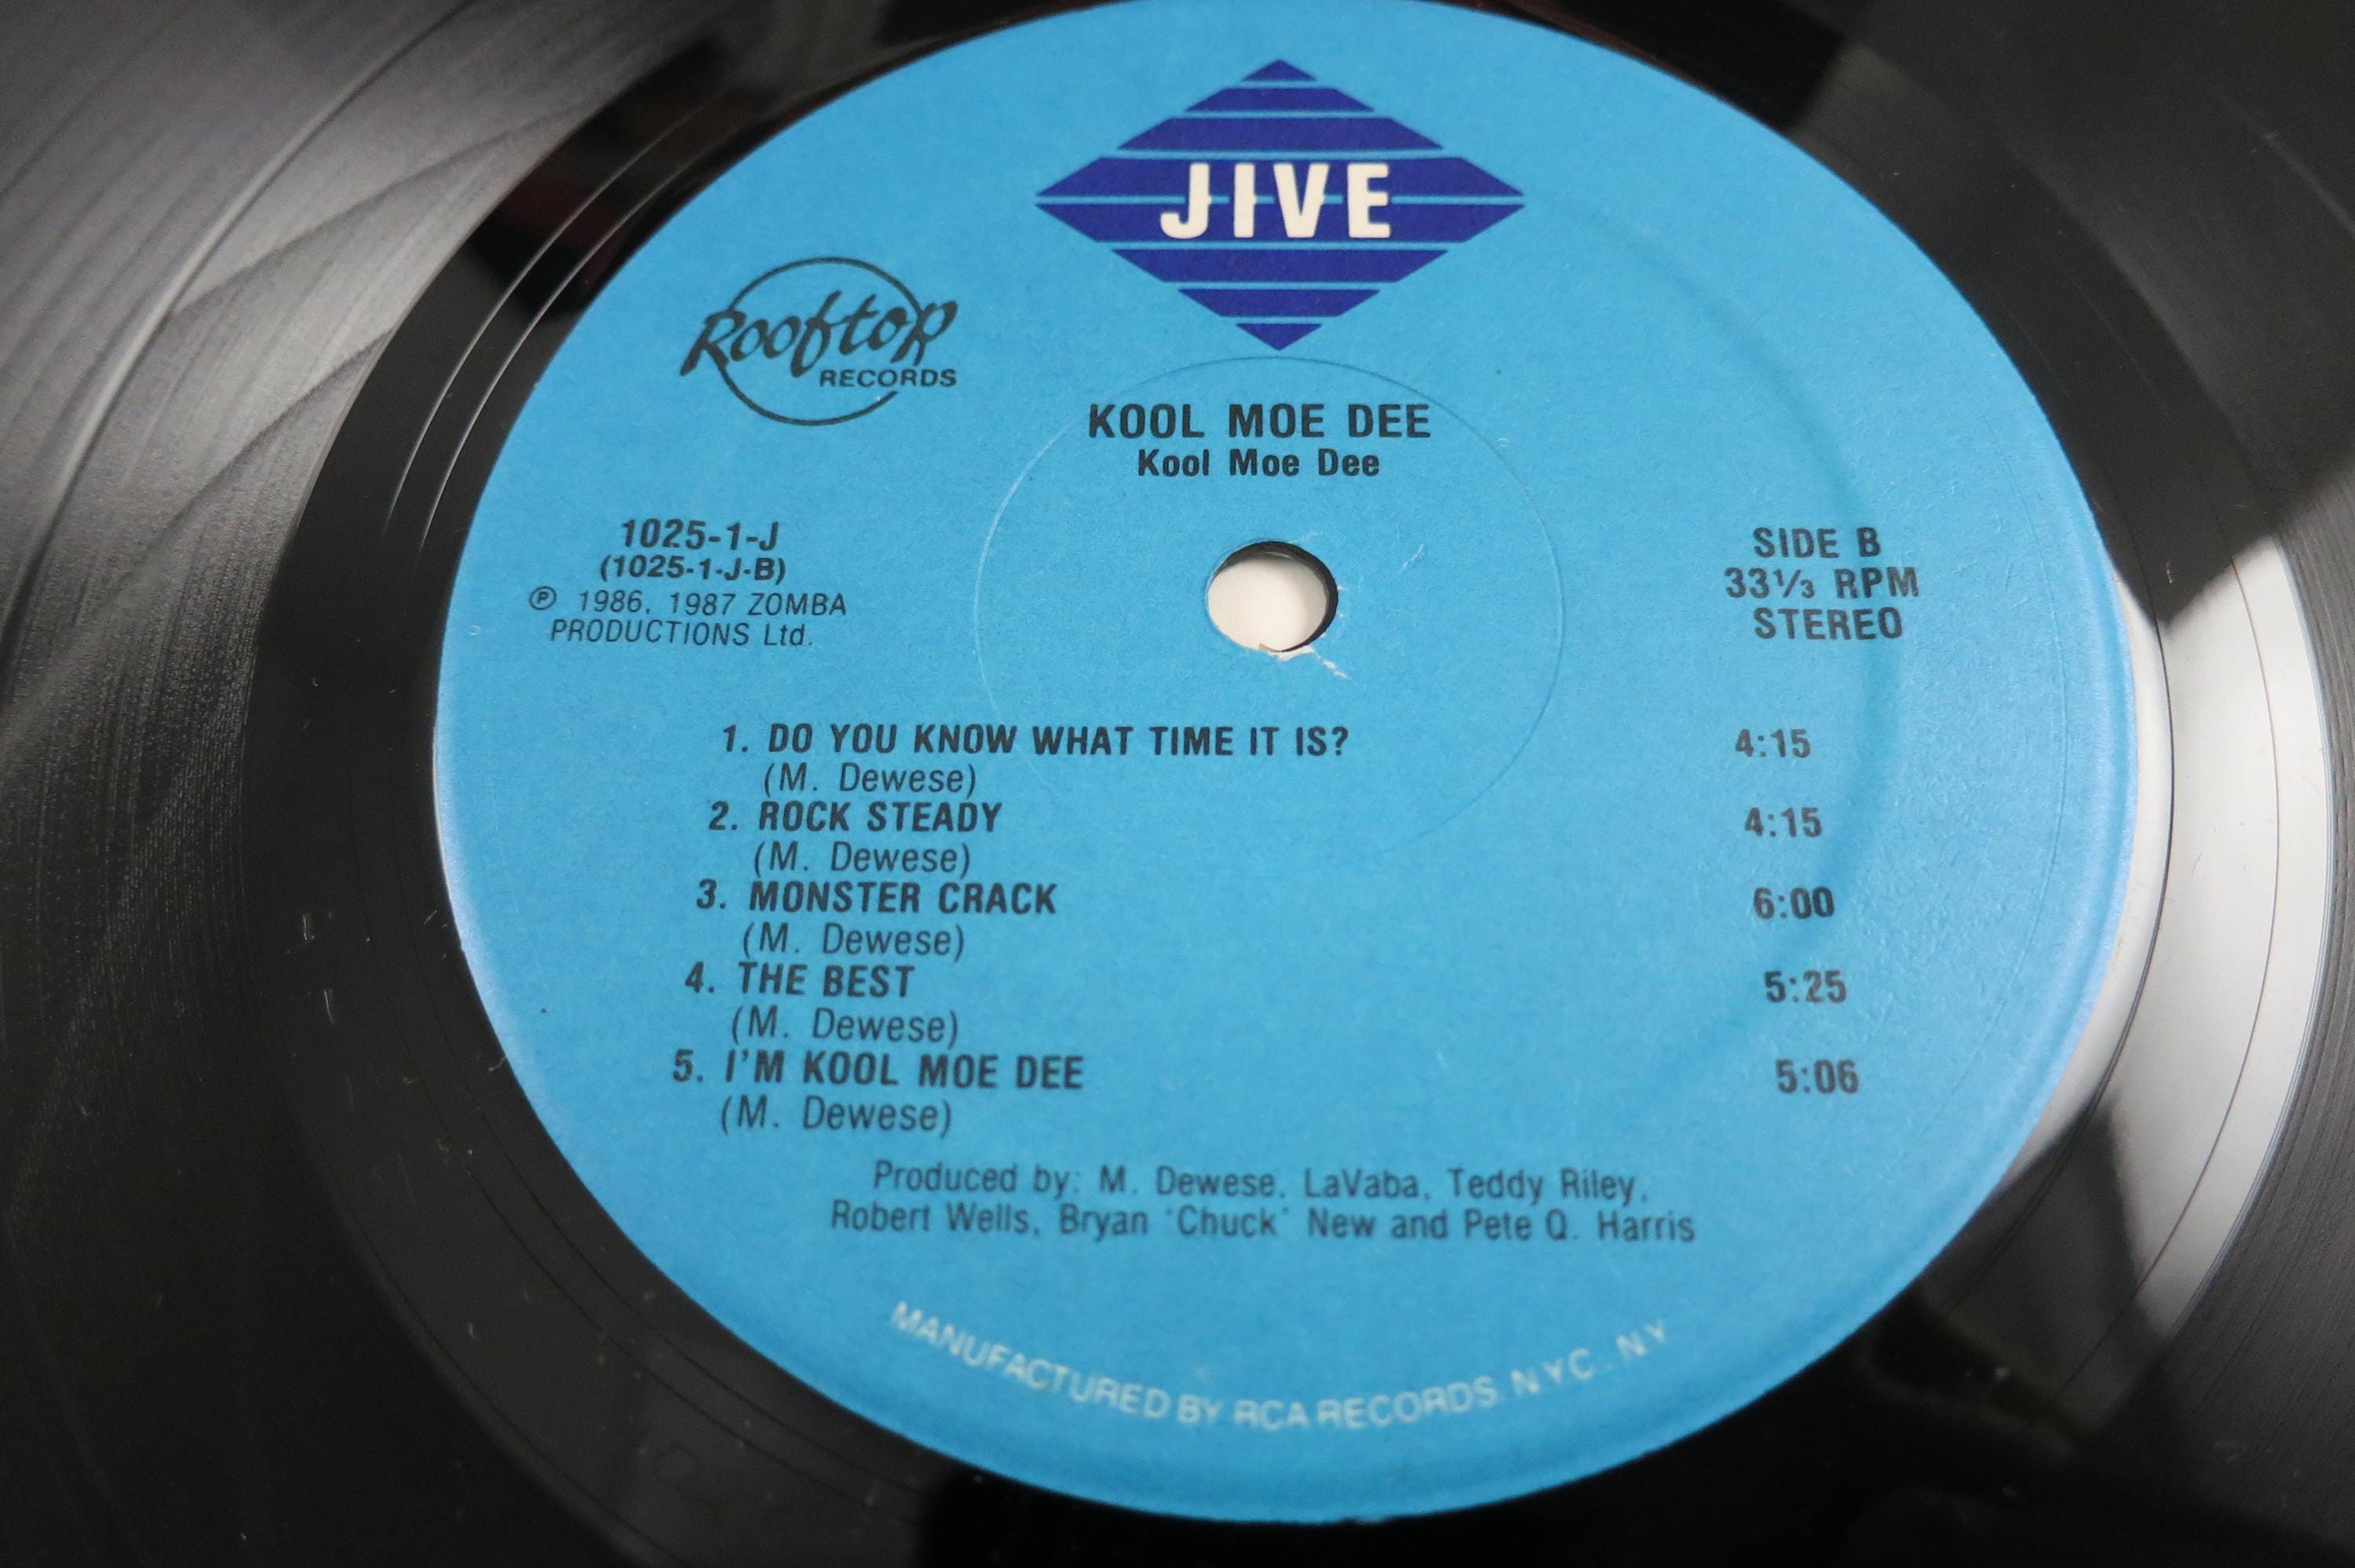 JIVE
Rooftop
RECORDS
KOOL MOE DEE
Kool Moe Dee
1025-1-J
(1025-1-J-B)
℗ 1986, 1987 ZOMBA
PRODUCTIONS Ltd.
SIDE B
33⅓ RPM
STEREO
1. DO YOU KNOW WHAT TIME IT IS? 4:15
(M. Dewese)
2. ROCK STEADY 4:15
(M. Dewese)
3. MONSTER CRACK 6:00
(M. Dewese)
4. THE BEST 5:25
(M. Dewese)
5. I'M KOOL MOE DEE 5:06
(M. Dewese)
Produced by: M. Dewese, LaVaba, Teddy Riley,
Robert Wells, Bryan 'Chuck' New and Pete Q. Harris
MANUFACTURED BY RCA RECORDS. N.Y.C., N.Y.